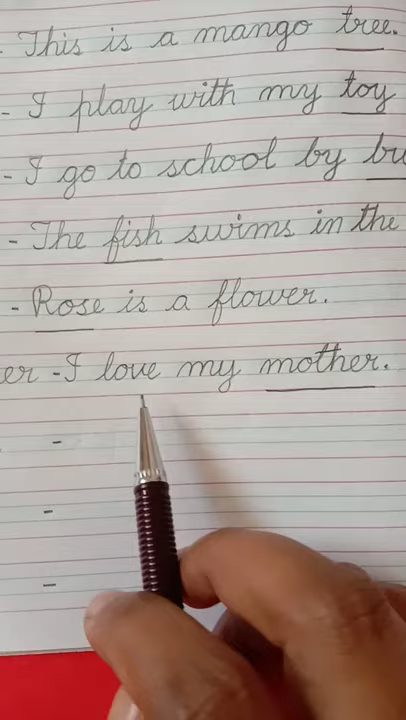 - This is a mango tree.
- I play with my toy
- I go to school by
- The fish swims in the
- Rose is a flower.
er - I love my mother.
-
-
-